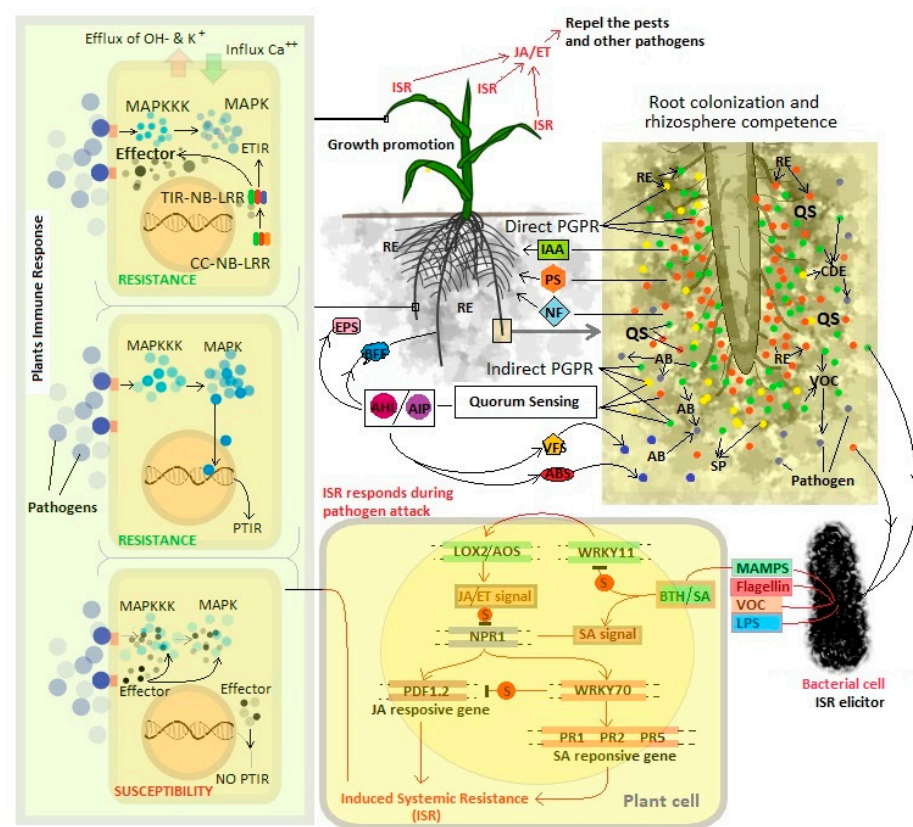 Efflux of OH- & K+
Influx Ca++
MAPKKK
MAPK
Effector
ETIR
TIR-NB-LRR
CC-NB-LRR
RESISTANCE
Plants Immune Response
MAPKKK
MAPK
Pathogens
PTIR
RESISTANCE
MAPKKK
MAPK
Effector
Effector
NO PTIR
SUSCEPTIBILITY
Repel the pests
and other pathogens
JA/ET
ISR
ISR
ISR
Growth promotion
RE
RE
Direct PGPR
IAA
PS
NF
EPS
BFF
Indirect PGPR
AHL
AIP
Quorum Sensing
VFS
ABS
Root colonization and
rhizosphere competence
RE
RE
QS
CDE
QS
QS
AB
RE
VOC
AB
AB
SP
Pathogen
ISR responds during
pathogen attack
LOX2/AOS
WRKY11
S
BTH/SA
JA/ET signal
S
NPR1
SA signal
PDF1.2
S
WRKY70
JA resposive gene
PR1 PR2 PR5
SA reponsive gene
Induced Systemic Resistance
(ISR)
Plant cell
MAMPS
Flagellin
VOC
LPS
Bacterial cell
ISR elicitor